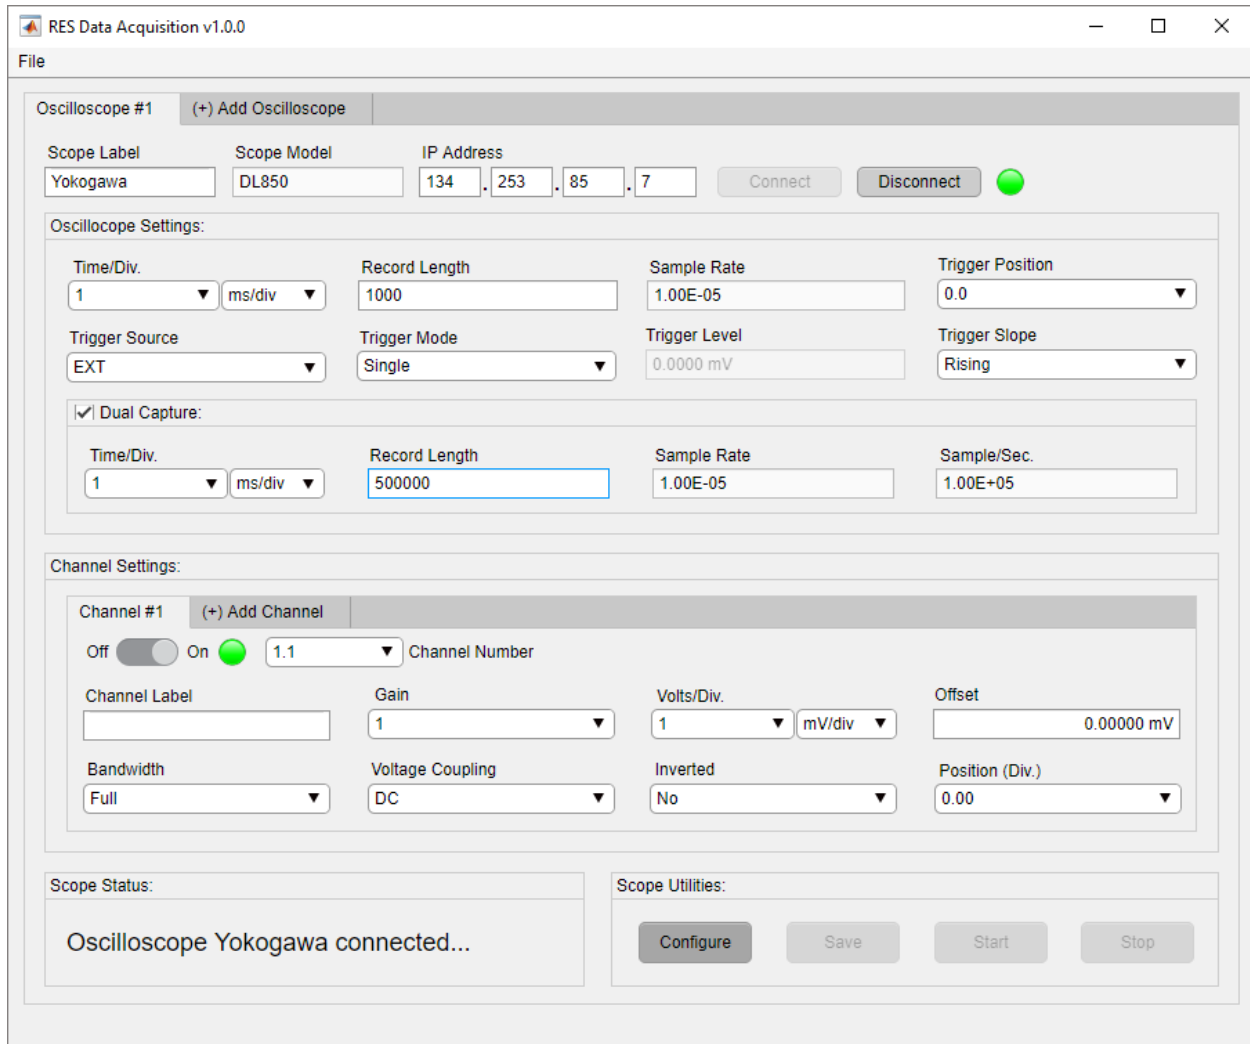 RES Data Acquisition v1.0.0
File
Oscilloscope #1 (+) Add Oscilloscope
Scope Label Scope Model IP Address
Yokogawa DL850 134 . 253 . 85 . 7 Connect Disconnect
Oscillocope Settings:
Time/Div. Record Length Sample Rate Trigger Position
1 ms/div 1000 1.00E-05 0.0
Trigger Source Trigger Mode Trigger Level Trigger Slope
EXT Single 0.0000 mV Rising
Dual Capture:
Time/Div. Record Length Sample Rate Sample/Sec.
1 ms/div 500000 1.00E-05 1.00E+05
Channel Settings:
Channel #1 (+) Add Channel
Off On 1.1 Channel Number
Channel Label Gain Volts/Div. Offset
1 1 mV/div 0.00000 mV
Bandwidth Voltage Coupling Inverted Position (Div.)
Full DC No 0.00
Scope Status: Scope Utilities:
Oscilloscope Yokogawa connected... Configure Save Start Stop